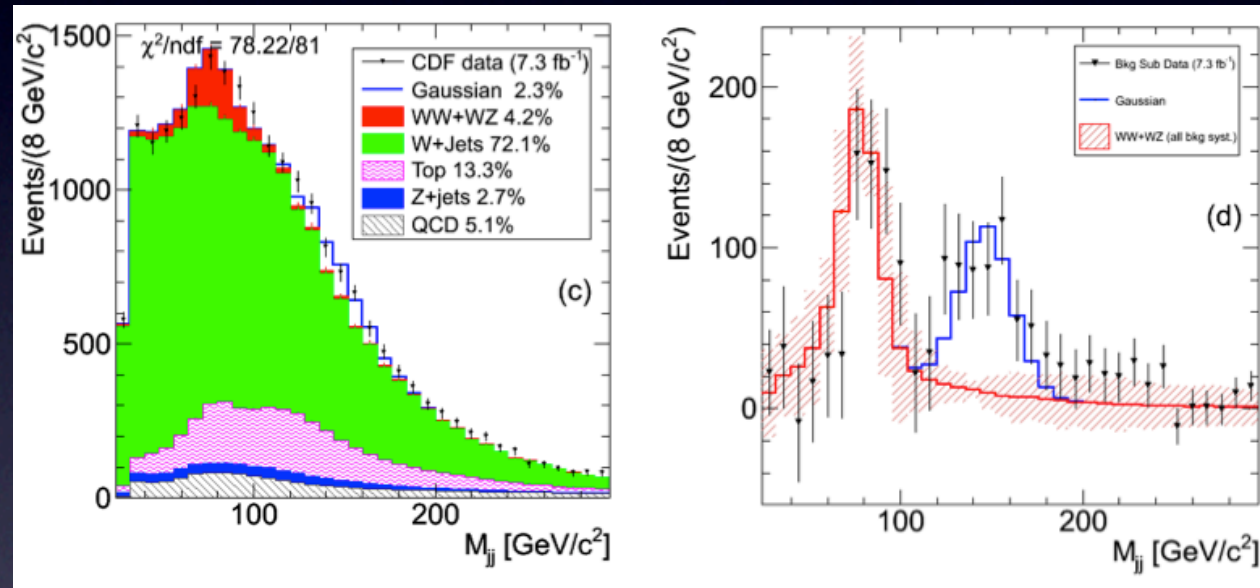 χ²/ndf = 78.22/81
CDF data (7.3 fb⁻¹)
Gaussian 2.3%
WW+WZ 4.2%
W+Jets 72.1%
Top 13.3%
Z+jets 2.7%
QCD 5.1%
(c)
Events/(8 GeV/c²)
1500
1000
500
0
100
200
M_jj [GeV/c²]
Bkg Sub Data (7.3 fb⁻¹)
Gaussian
WW+WZ (all bkg syst.)
(d)
Events/(8 GeV/c²)
200
100
0
100
200
M_jj [GeV/c²]